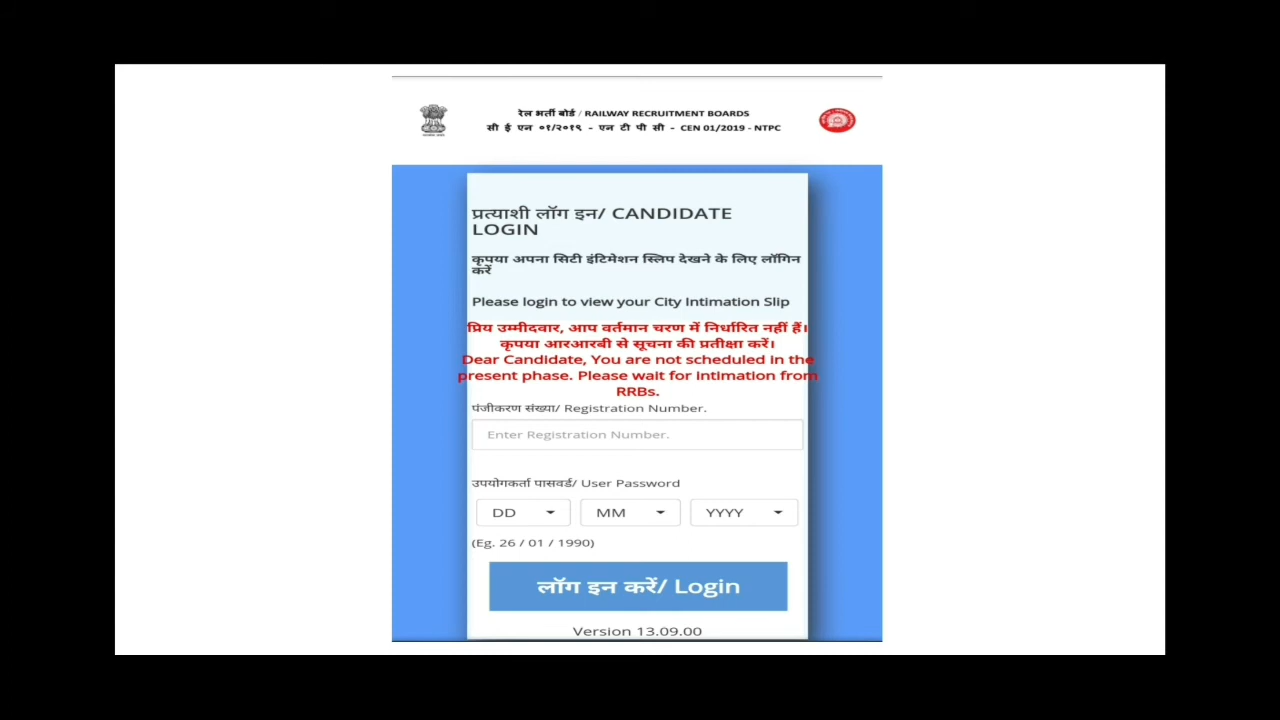 रेल भर्ती बोर्ड / RAILWAY RECRUITMENT BOARDS
सी ई एन ०१/२०१९ - एन टी पी सी - CEN 01/2019 - NTPC
प्रत्याशी लॉग इन/ CANDIDATE
LOGIN
कृपया अपना सिटी इंटिमेशन स्लिप देखने के लिए लॉगिन
करें
Please login to view your City Intimation Slip
प्रिय उम्मीदवार, आप वर्तमान चरण में निर्धारित नहीं हैं।
कृपया आरआरबी से सूचना की प्रतीक्षा करें।
Dear Candidate, You are not scheduled in the
present phase. Please wait for intimation from
RRBs.
पंजीकरण संख्या/ Registration Number.
Enter Registration Number.
उपयोगकर्ता पासवर्ड/ User Password
DD MM YYYY
(Eg. 26 / 01 / 1990)
लॉग इन करें/ Login
Version 13.09.00